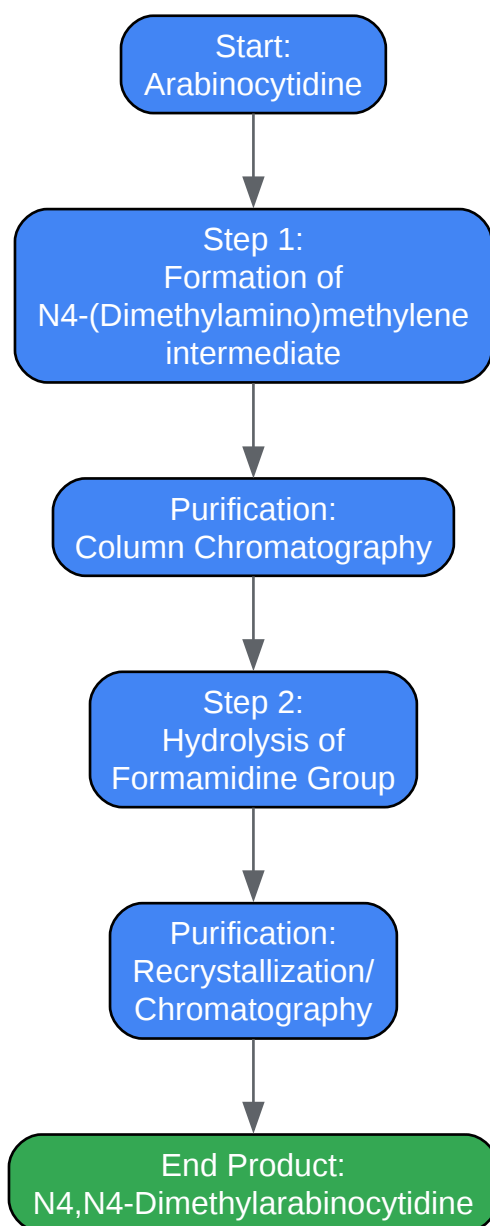 Start:
Arabinocytidine
Step 1:
Formation of
N4-(Dimethylamino)methylene
intermediate
Purification:
Column Chromatography
Step 2:
Hydrolysis of
Formamidine Group
Purification:
Recrystallization/
Chromatography
End Product:
N4,N4-Dimethylarabinocytidine